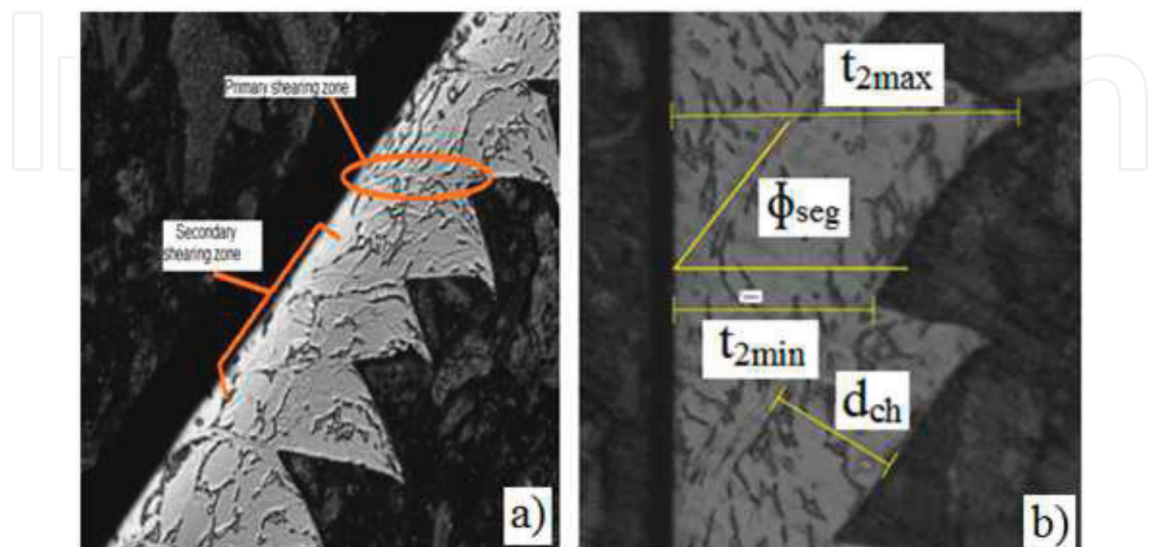 Primary shearing zone
Secondary
shearing zone
a)
t2max
ϕseg
t2min
dch
b)